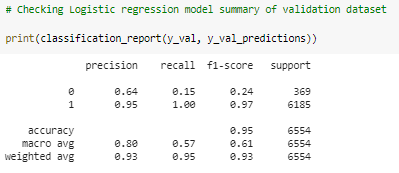 # Checking Logistic regression model summary of validation dataset
print(classification_report(y_val, y_val_predictions))
precision recall f1-score support
0 0.64 0.15 0.24 369
1 0.95 1.00 0.97 6185
accuracy 0.95 6554
macro avg 0.80 0.57 0.61 6554
weighted avg 0.93 0.95 0.93 6554